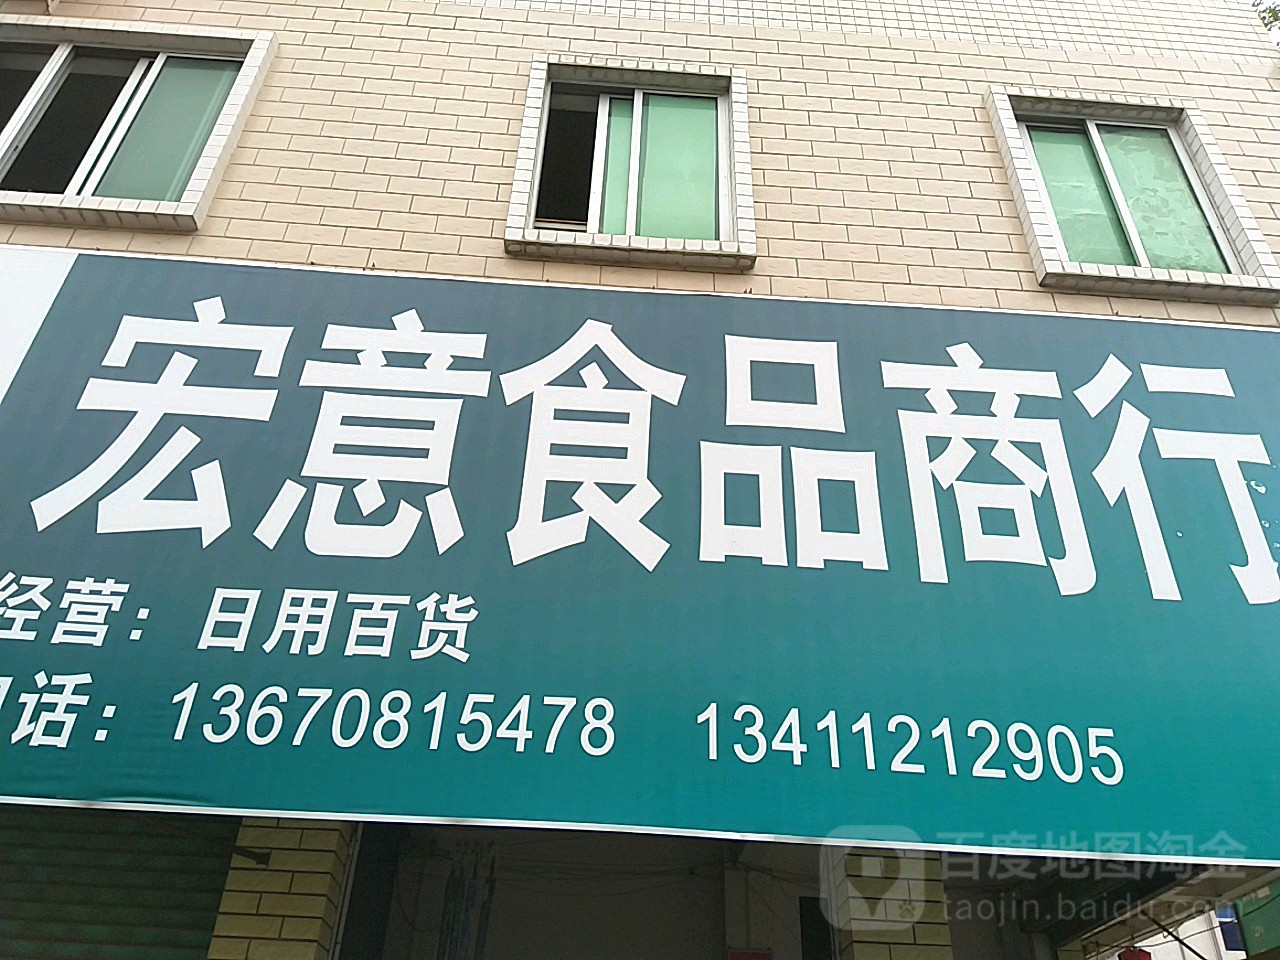 宏意食品商行
经营：日用百货
电话：13670815478 13411212905
百度地图淘金
taojin.baidu.com